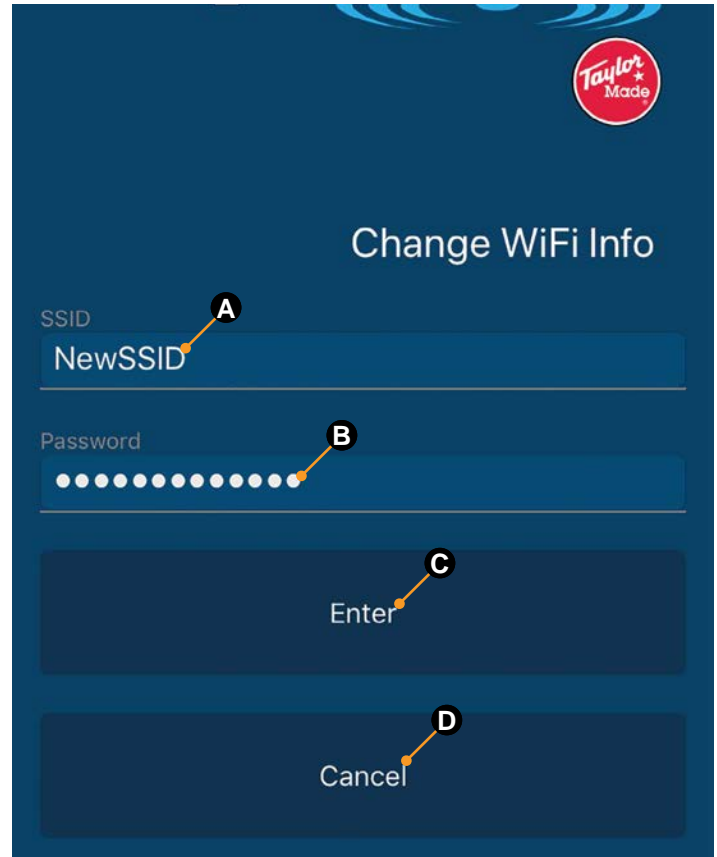 Taylor
Made
Change WiFi Info
SSID
A
NewSSID
Password
B
●●●●●●●●●●●●●
C
Enter
D
Cancel